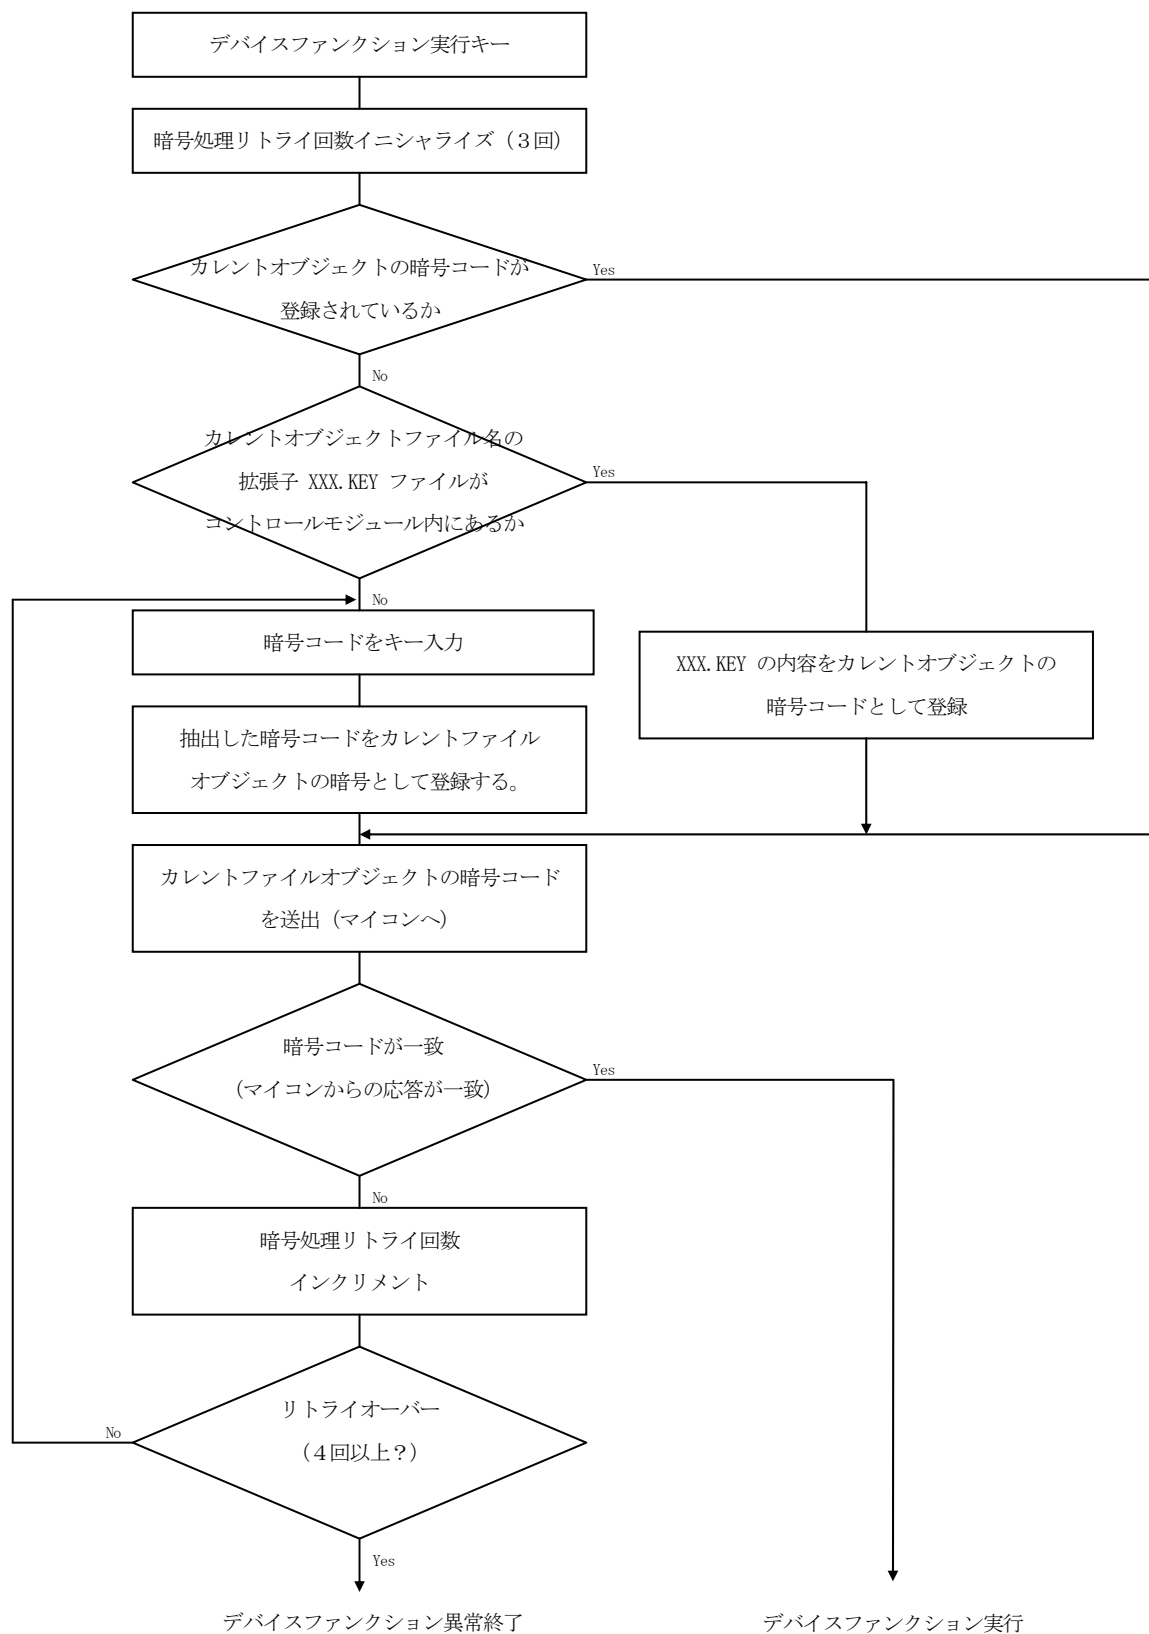 デバイスファンクション実行キー
暗号処理リトライ回数イニシャライズ（３回）
カレントオブジェクトの暗号コードが
登録されているか
Yes
No
カレントオブジェクトファイル名の
拡張子 XXX.KEY ファイルが
コントロールモジュール内にあるか
Yes
No
暗号コードをキー入力
XXX.KEY の内容をカレントオブジェクトの
暗号コードとして登録
抽出した暗号コードをカレントファイル
オブジェクトの暗号として登録する。
カレントファイルオブジェクトの暗号コード
を送出（マイコンへ）
暗号コードが一致
（マイコンからの応答が一致）
Yes
No
暗号処理リトライ回数
インクリメント
リトライオーバー
（４回以上？）
No
Yes
デバイスファンクション異常終了
デバイスファンクション実行